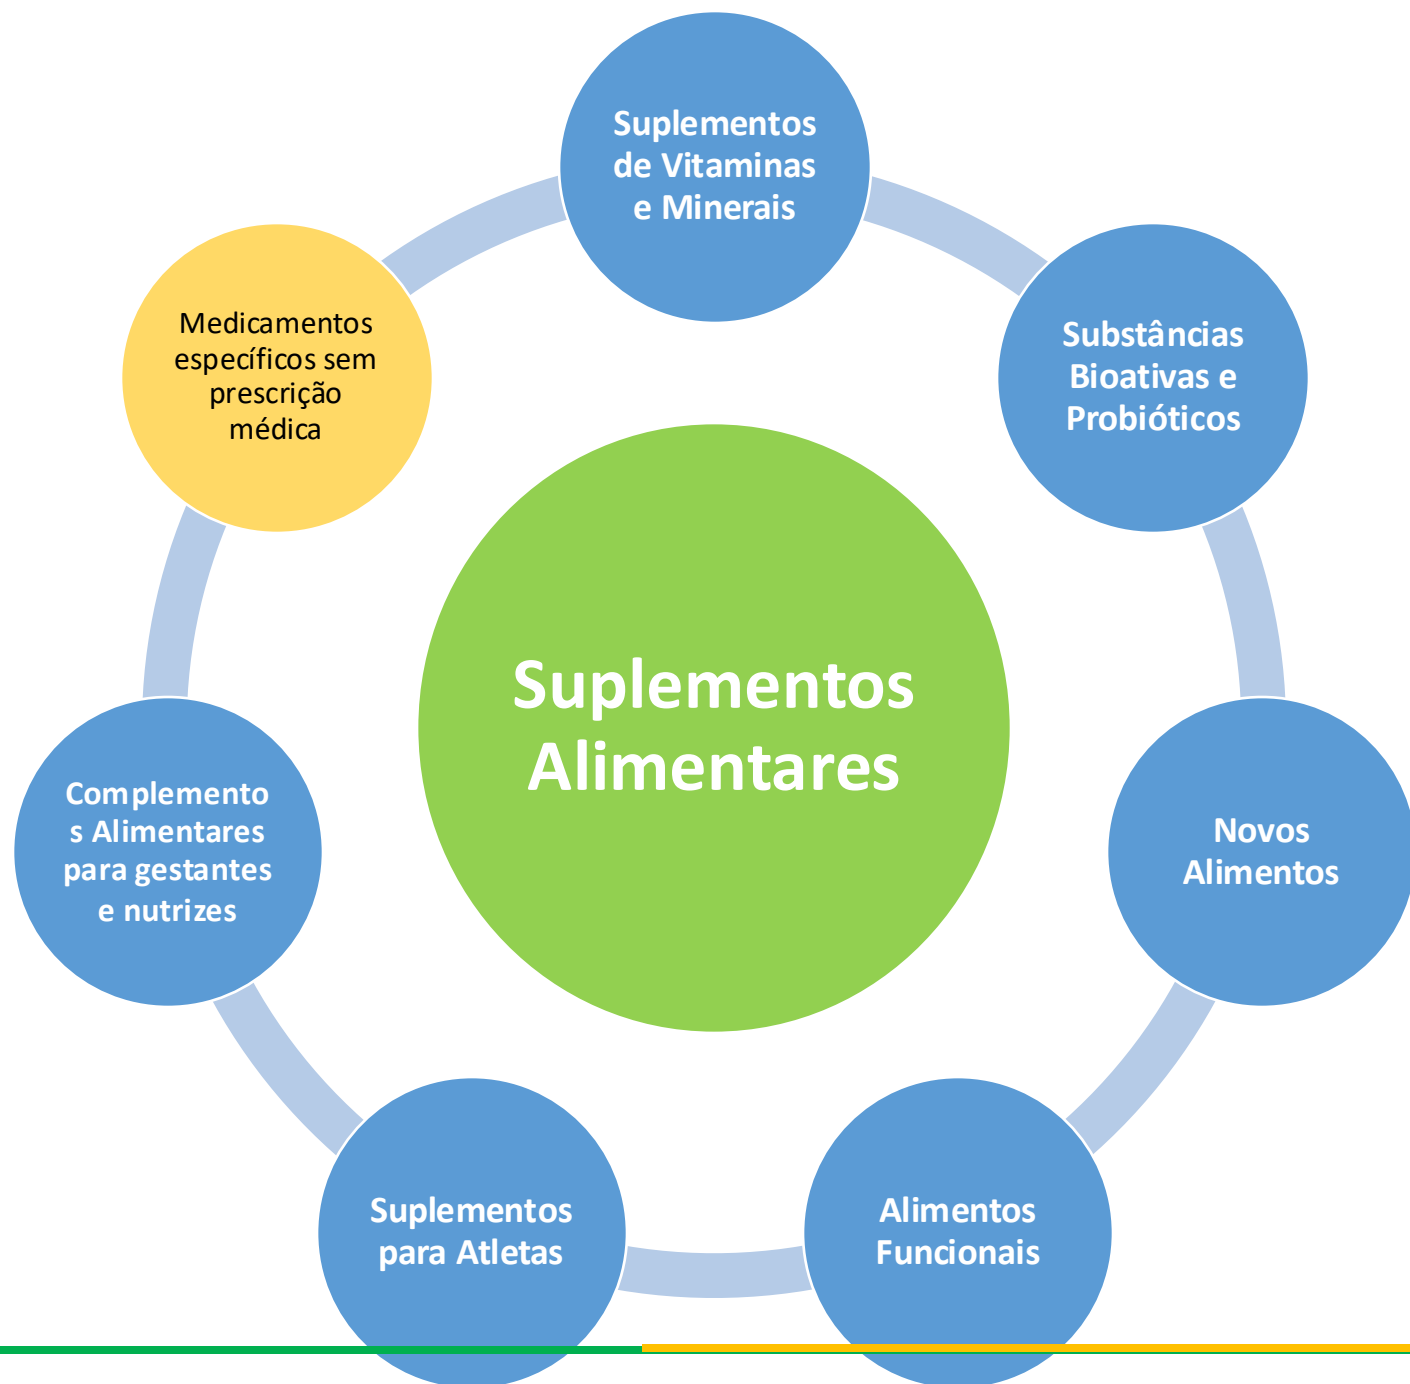 Suplementos
de Vitaminas
e Minerais
Substâncias
Bioativas e
Probióticos
Novos
Alimentos
Alimentos
Funcionais
Suplementos
para Atletas
Complemento
s Alimentares
para gestantes
e nutrizes
Medicamentos
específicos sem
prescrição
médica
Suplementos
Alimentares